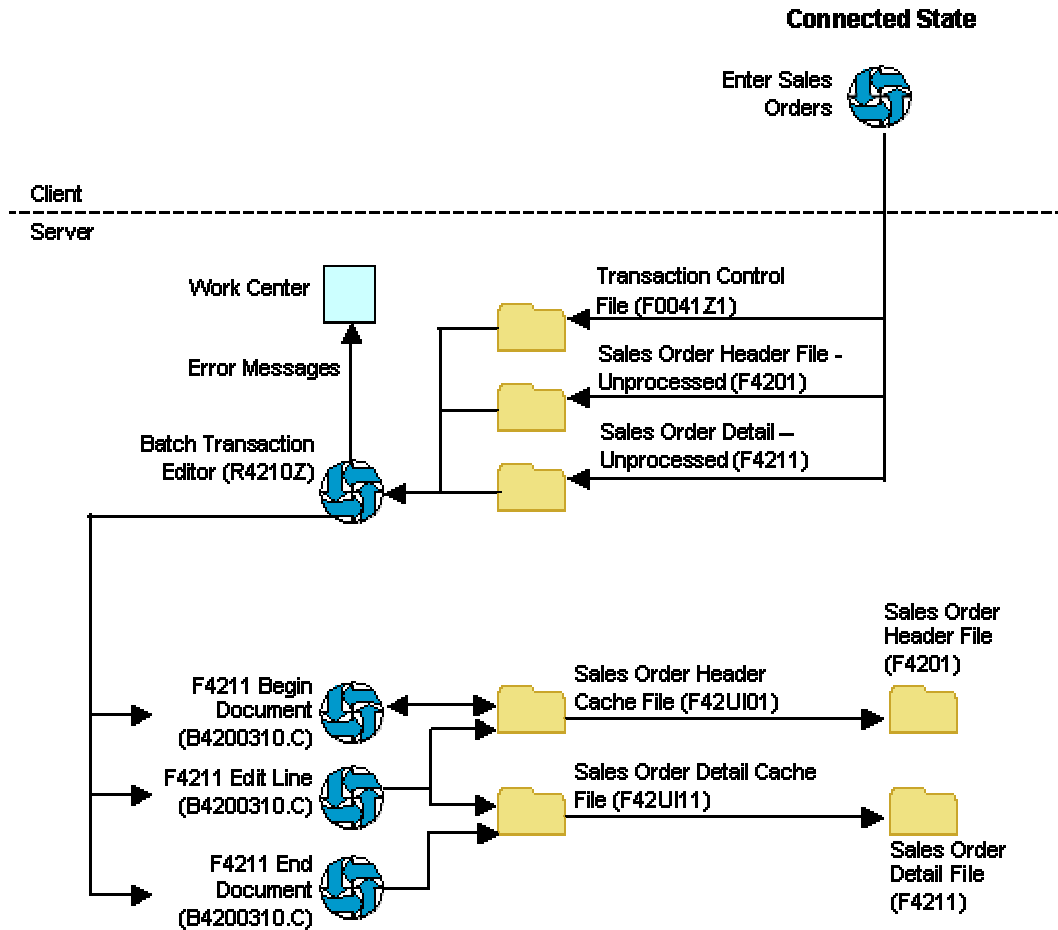 Connected State
Enter Sales
Orders
Client
Server
Work Center
Transaction Control
File (F0041Z1)
Error Messages
Sales Order Header File -
Unprocessed (F4201)
Batch Transaction
Editor (R4210Z)
Sales Order Detail –
Unprocessed (F4211)
Sales Order
Header File
(F4201)
F4211 Begin
Document
(B4200310.C)
Sales Order Header
Cache File (F42UI01)
F4211 Edit Line
(B4200310.C)
Sales Order Detail Cache
File (F42UI11)
F4211 End
Document
(B4200310.C)
Sales Order
Detail File
(F4211)